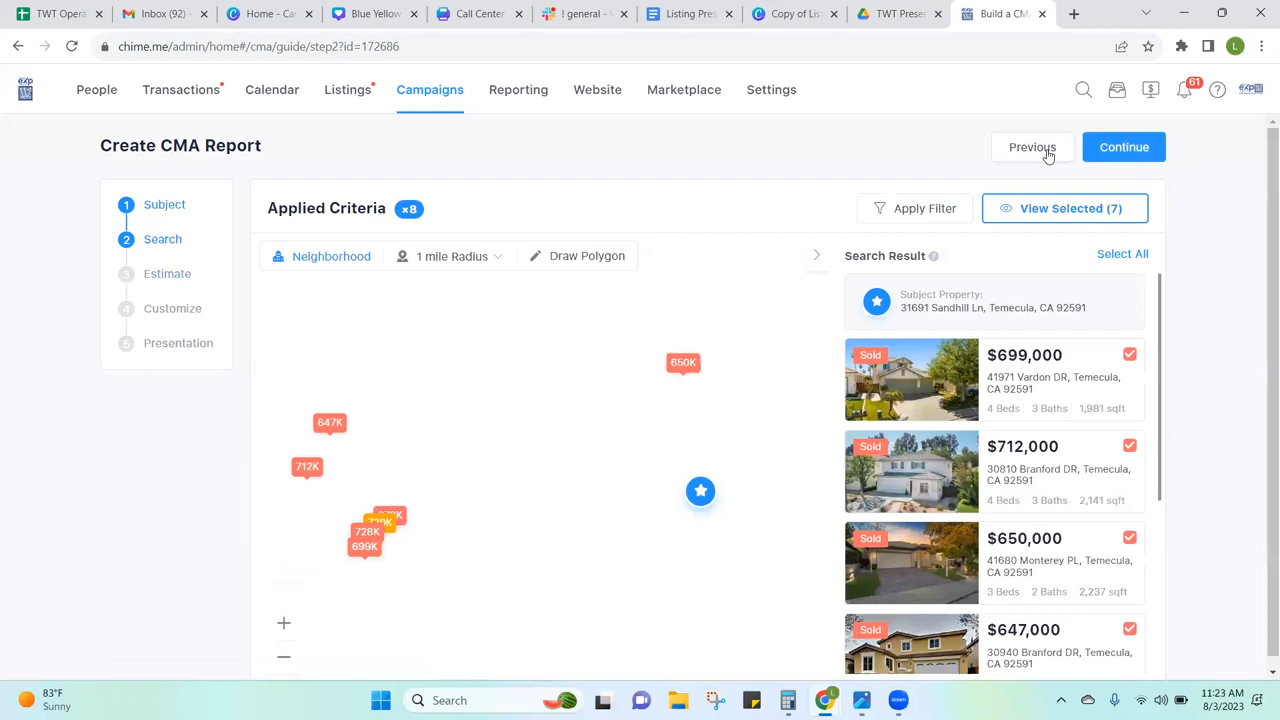 TWT Opera
Inbox (92) -
Home - Ca
Blue Yellow
Call Center
! general -
Listing Pre
Copy of Lis
TWT Prese
Build a CM
chime.me/admin/home#/cma/guide/step2?id=172686
L
exp
People
Transactions
Calendar
Listings
Campaigns
Reporting
Website
Marketplace
Settings
61
exp
Create CMA Report
Previous
Continue
1 Subject
2 Search
3 Estimate
4 Customize
5 Presentation
Applied Criteria
×8
Apply Filter
View Selected (7)
Neighborhood
1 mile Radius
Draw Polygon
Search Result
Select All
Subject Property:
31691 Sandhill Ln, Temecula, CA 92591
650K
647K
712K
728K
699K
Sold
$699,000
41971 Vardon DR, Temecula,
CA 92591
4 Beds 3 Baths 1,981 sqft
Sold
$712,000
30810 Branford DR, Temecula,
CA 92591
4 Beds 3 Baths 2,141 sqft
Sold
$650,000
41680 Monterey PL, Temecula,
CA 92591
3 Beds 2 Baths 2,237 sqft
Sold
$647,000
30940 Branford DR, Temecula,
CA 92591
83°F
Sunny
Search
zoom
11:23 AM
8/3/2023